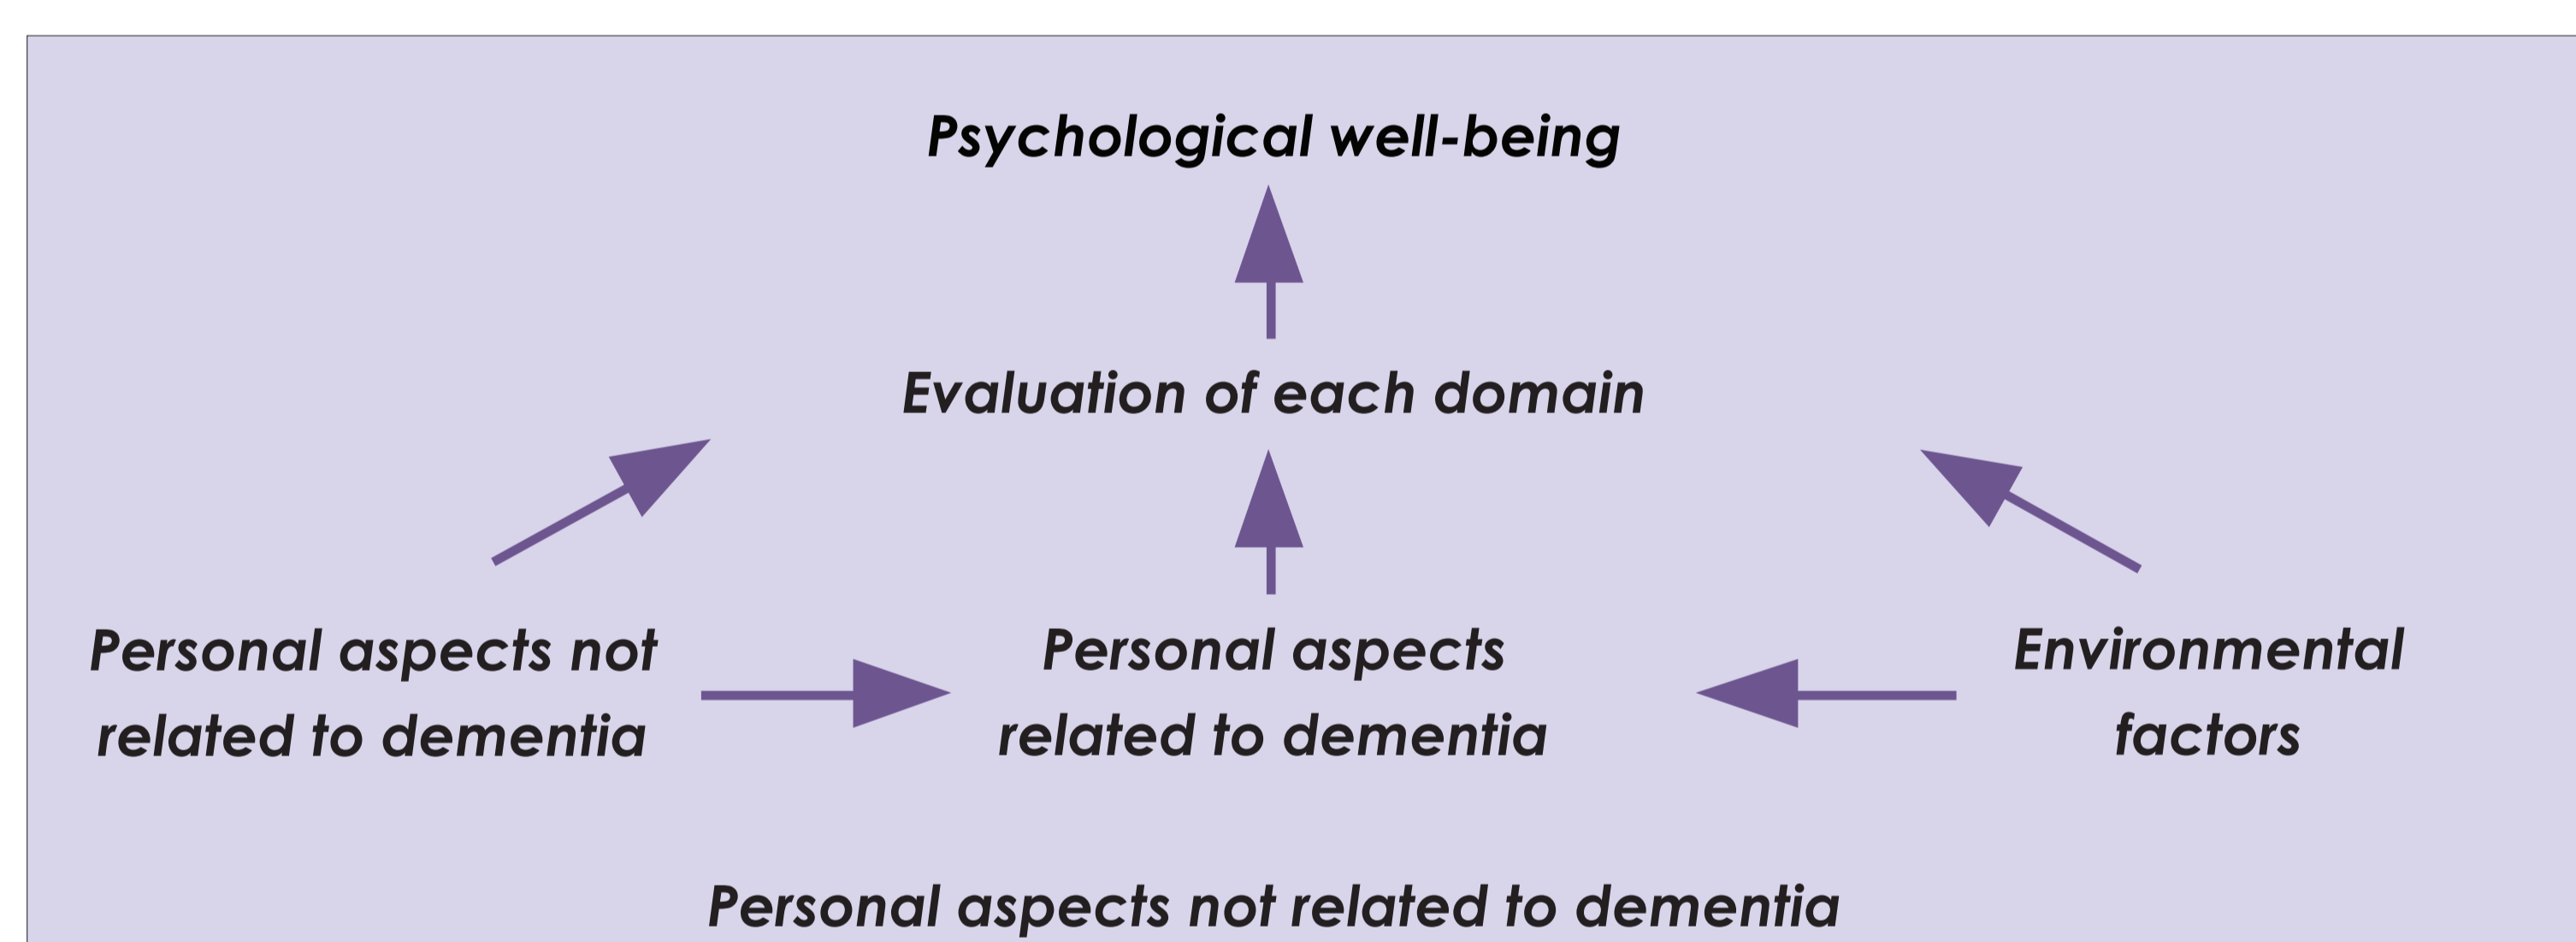 Psychological well-being
Evaluation of each domain
Personal aspects not
related to dementia
Personal aspects
related to dementia
Environmental
factors
Personal aspects not related to dementia